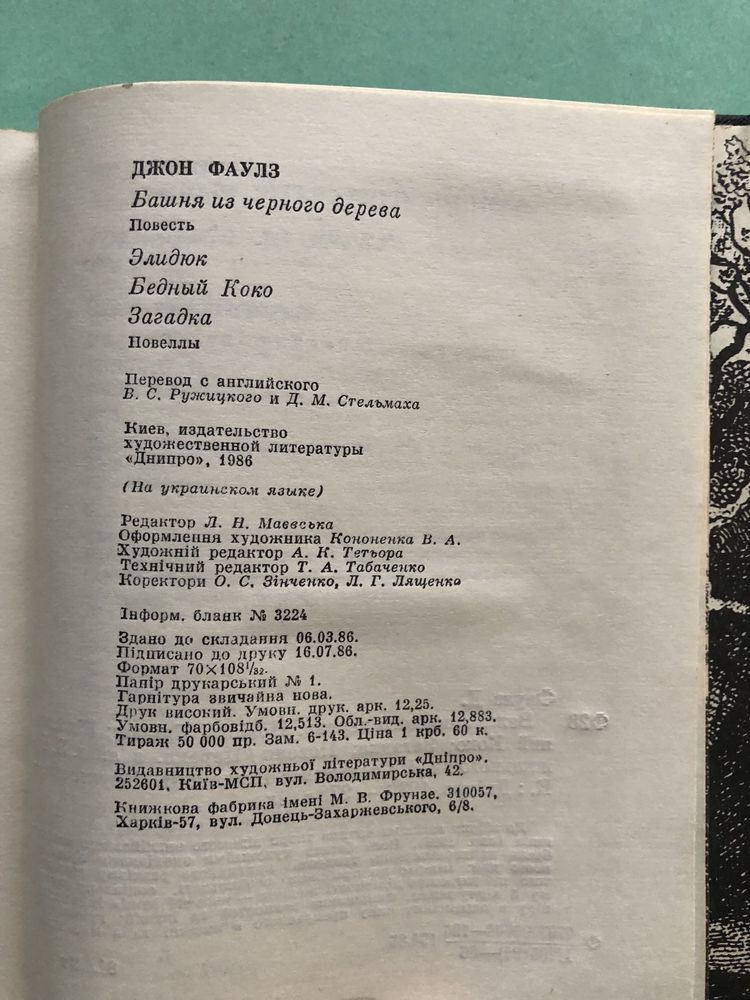 ДЖОН ФАУЛЗ
Башня из черного дерева
Повесть
Элидюк
Бедный Коко
Загадка
Новеллы
Перевод с английского
В. С. Ружицкого и Д. М. Стельмаха
Киев, издательство
художественной литературы
«Днипро», 1986
(На украинском языке)
Редактор Л. Н. Маєвська
Оформлення художника Кононенка В. А.
Художній редактор А. К. Тетьора
Технічний редактор Т. А. Табаченко
Коректори О. С. Зінченко, Л. Г. Лященко
Інформ. бланк № 3224
Здано до складання 06.03.86.
Підписано до друку 16.07.86.
Формат 70×108¹/₃₂.
Папір друкарський № 1.
Гарнітура звичайна нова.
Друк високий. Умовн. друк. арк. 12,25.
Умовн. фарбовідб. 12,513. Обл.-вид. арк. 12,883.
Тираж 50 000 пр. Зам. 6-143. Ціна 1 крб. 60 к.
Видавництво художньої літератури «Дніпро».
252601, Київ-МСП, вул. Володимирська, 42.
Книжкова фабрика імені М. В. Фрунзе. 310057,
Харків-57, вул. Донець-Захаржевського, 6/8.